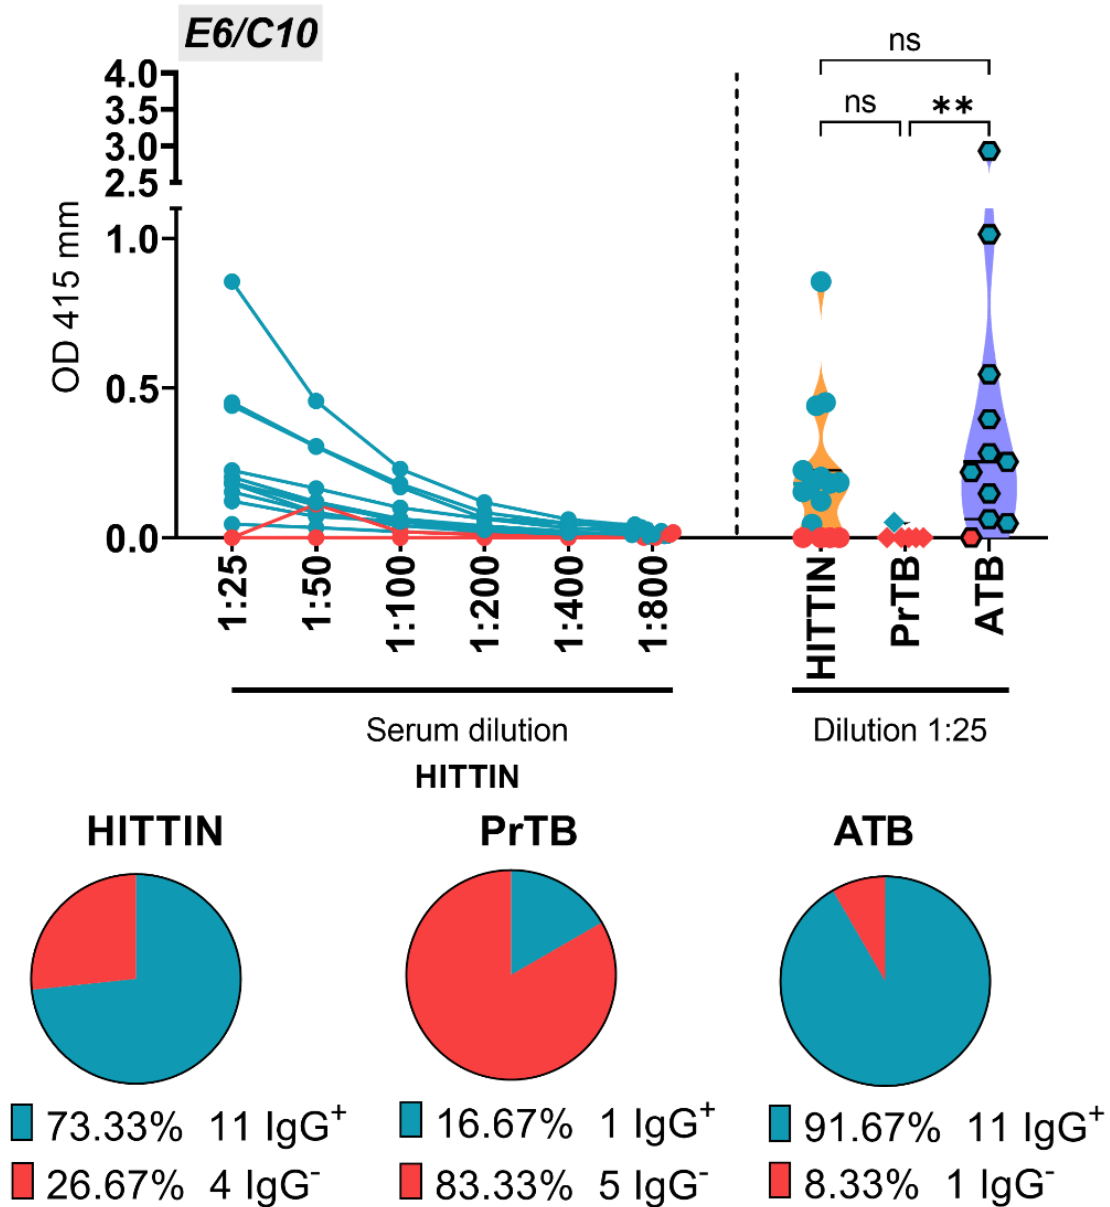 E6/C10
ns
ns **
4.0
3.5
3.0
2.5
1.0
0.5
0.0
OD 415 mm
1:25 1:50 1:100 1:200 1:400 1:800
HITTIN PrTB ATB
Serum dilution
Dilution 1:25
HITTIN
HITTIN PrTB ATB
73.33% 11 IgG⁺
26.67% 4 IgG⁻
16.67% 1 IgG⁺
83.33% 5 IgG⁻
91.67% 11 IgG⁺
8.33% 1 IgG⁻